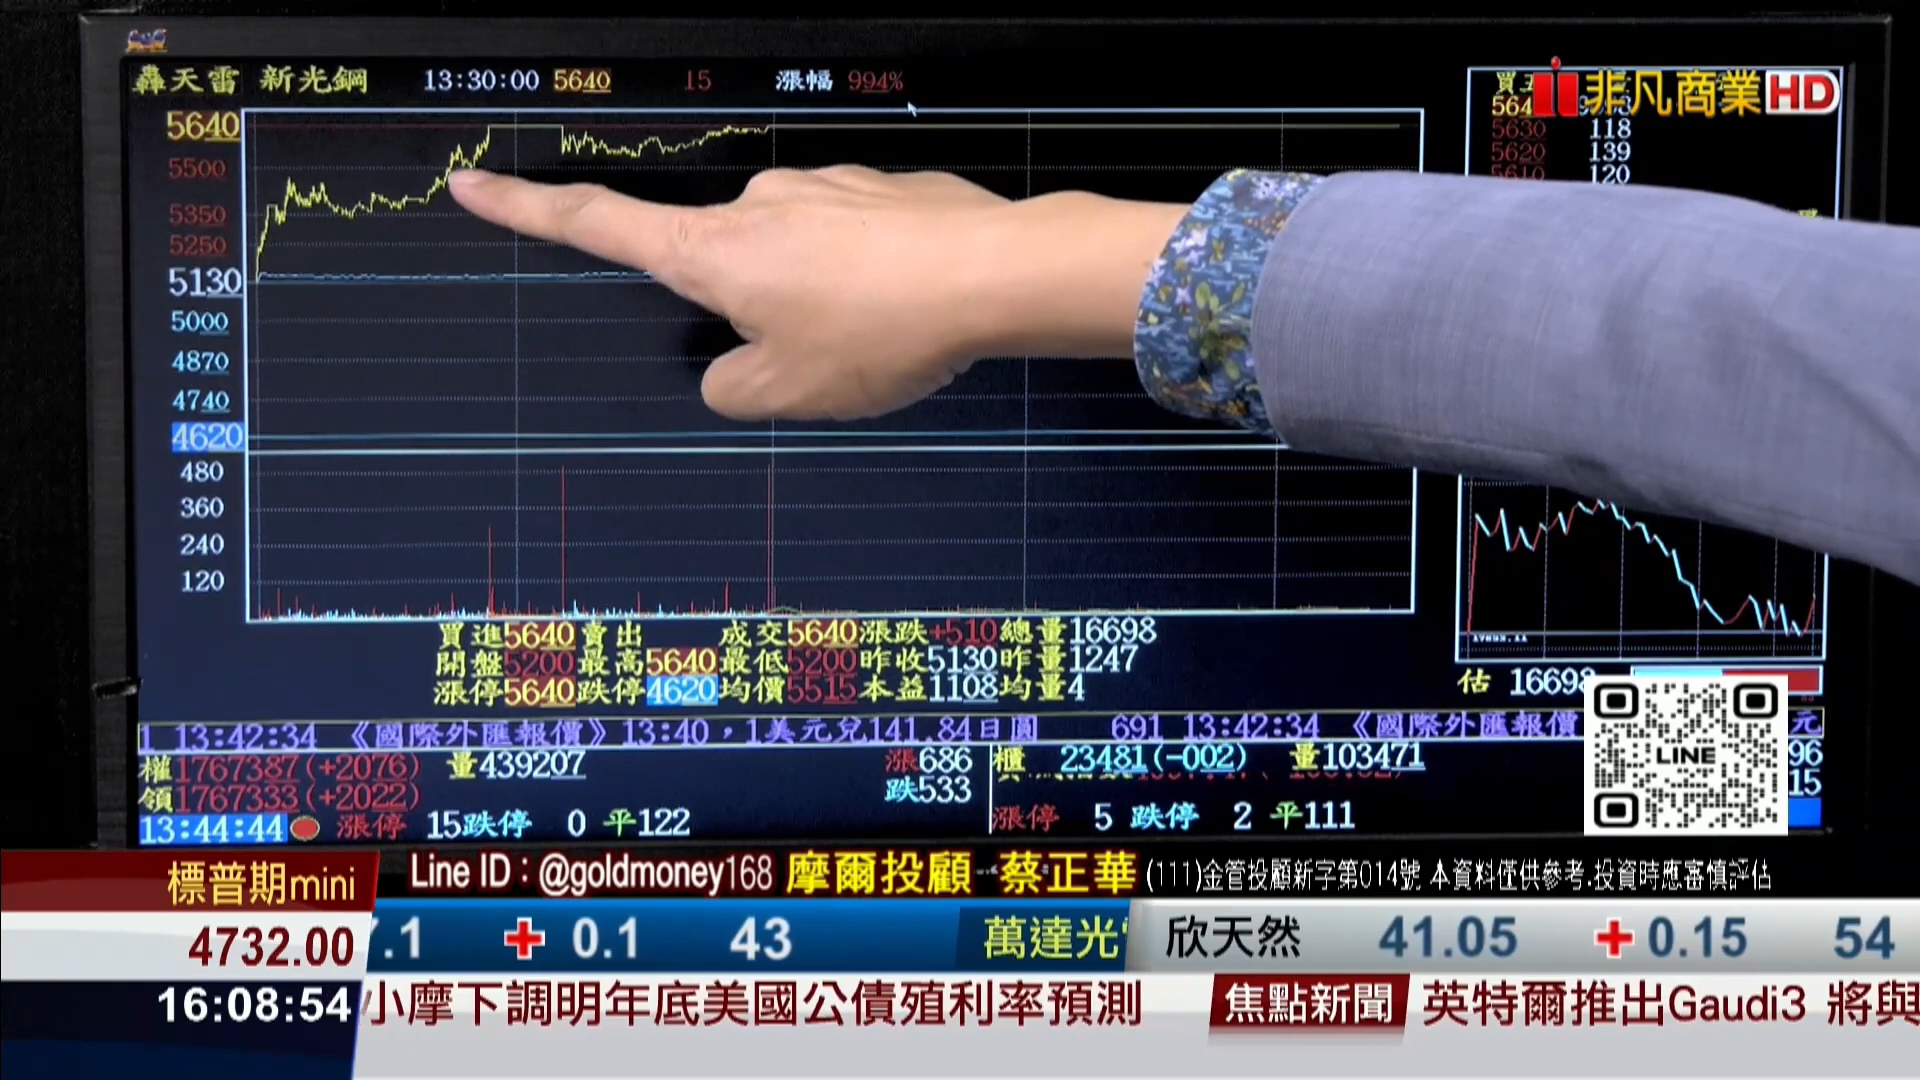 轟天雷 新光鋼 13:30:00 5640 15 漲幅 994%
非凡商業HD
5640
5500
5350
5250
5130
5000
4870
4740
4620
480
360
240
120
5630 118
5620 139
5610 120
買進5640賣出 成交5640漲跌+510總量16698
開盤5200最高5640最低5200昨收5130昨量1247
漲停5640跌停4620均價5515本益1108均量4
估 16698
1 13:42:34 《國際外匯報價》13:40，1美元兌141.84日圓 691 13:42:34 《國際外匯報價
元
權1767387(+2076) 量439207 漲686 櫃 23481(-002) 量103471
96
領1767333(+2022) 跌533
15
13:44:44 漲停 15跌停 0 平122 漲停 5 跌停 2 平111
LINE
標普期mini
Line ID：@goldmoney168 摩爾投顧 蔡正華 (111)金管投顧新字第014號 本資料僅供參考.投資時應審慎評估
4732.00
7.1 + 0.1 43 萬達光 欣天然 41.05 + 0.15 54
16:08:54
小摩下調明年底美國公債殖利率預測 焦點新聞 英特爾推出Gaudi3 將與